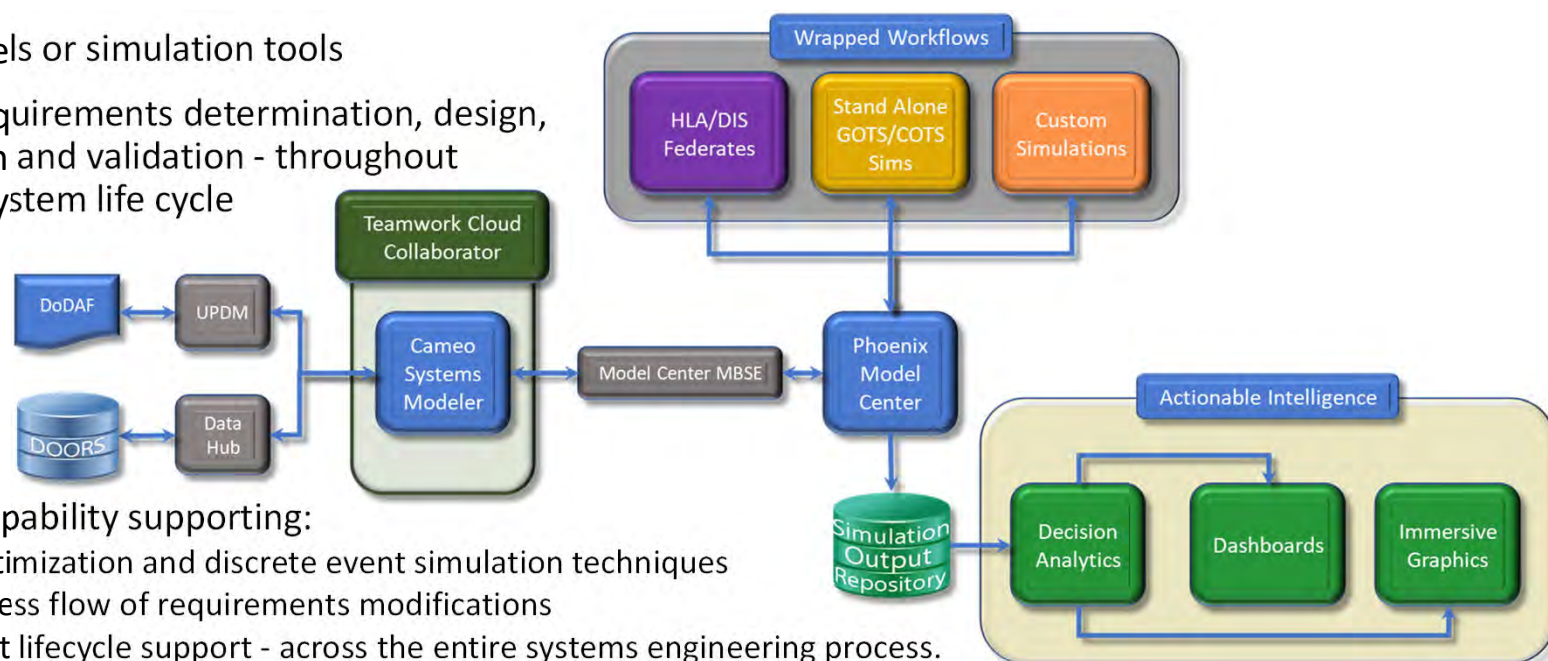 els or simulation tools
quirements determination, design,
n and validation - throughout
ystem life cycle
Wrapped Workflows
HLA/DIS
Federates
Stand Alone
GOTS/COTS
Sims
Custom
Simulations
Teamwork Cloud
Collaborator
DoDAF
UPDM
Cameo
Systems
Modeler
Model Center MBSE
Phoenix
Model
Center
DOORS
Data
Hub
Actionable Intelligence
Simulation
Output
Repository
Decision
Analytics
Dashboards
Immersive
Graphics
pability supporting:
timization and discrete event simulation techniques
ess flow of requirements modifications
t lifecycle support - across the entire systems engineering process.